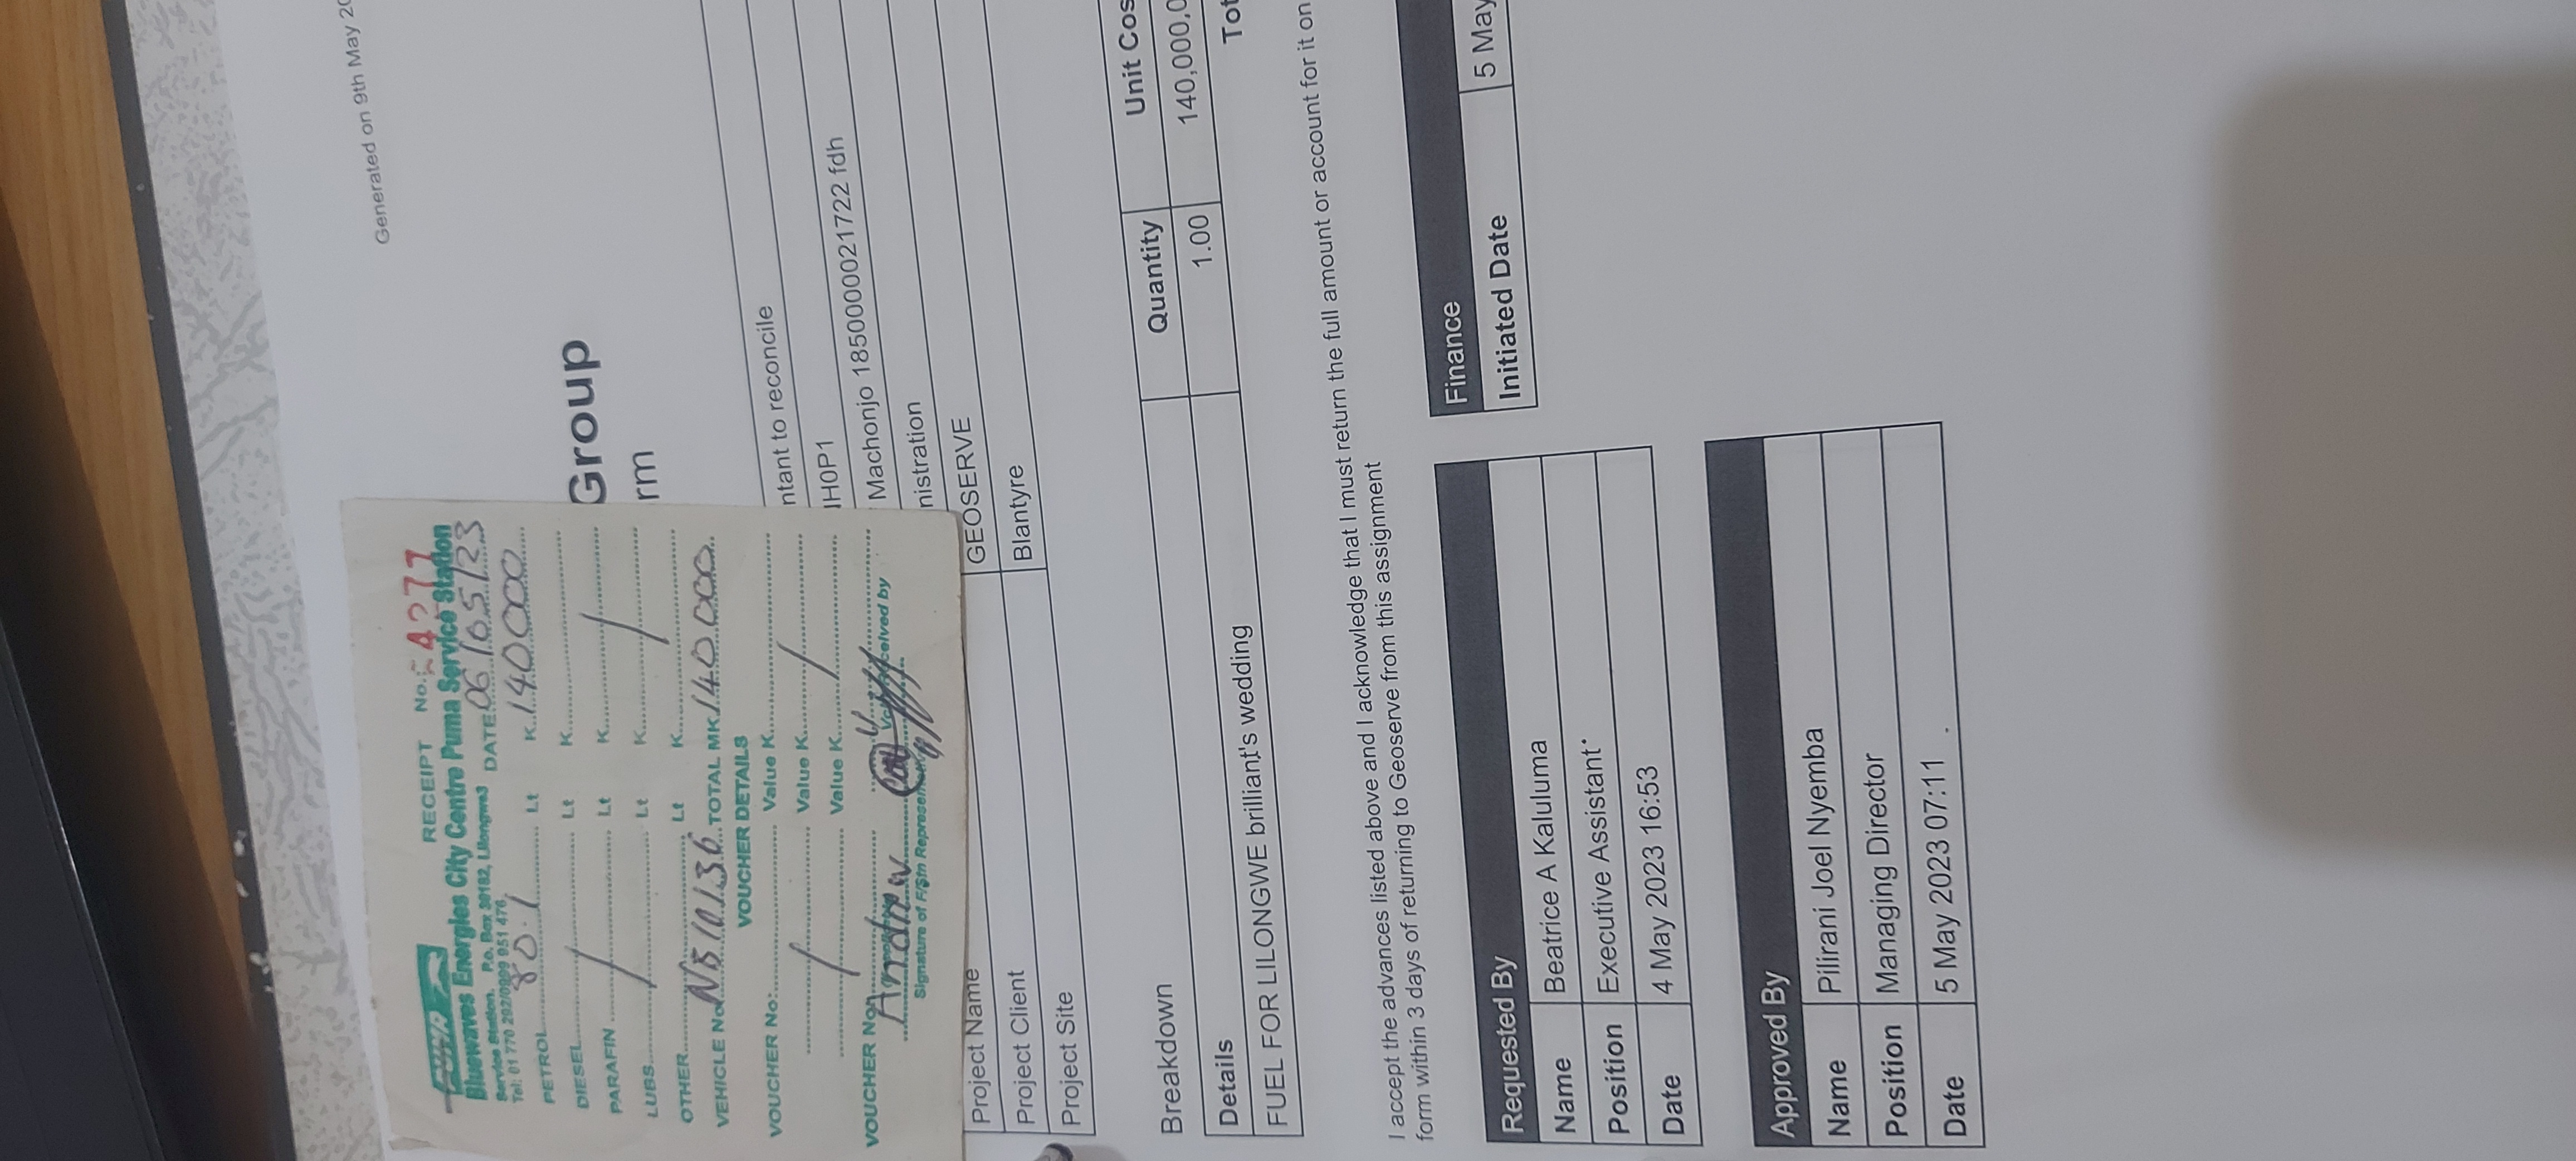 Generated on 9th May 20
PUMA
RECEIPT No. 4277
Bluewaves Energies City Centre Puma Service Station
Service Station. P.o. Box 30182, Lilongwe3
DATE 06/05/23
Tel: 01 770 292/0999 951 476
PETROL 80.1 Lt K 140000
DIESEL Lt K
PARAFIN Lt K
LUBS Lt K
OTHER Lt K
VEHICLE No TOTAL MK 140 000
VOUCHER DETAILS
VOUCHER No: Value K
Value K
Value K
VOUCHER Non
Andrew
Received by
Signature of F/Stn Representative
Group
rm
ntant to reconcile
IH0P1
Machonjo 1850000021722 fdh
nistration
Project Name
GEOSERVE
Project Client
Blantyre
Project Site
Breakdown
Details Quantity Unit Cos
FUEL FOR LILONGWE brilliant's wedding 1.00 140,000.0
Tot
I accept the advances listed above and I acknowledge that I must return the full amount or account for it on
form within 3 days of returning to Geoserve from this assignment
Requested By
Name Beatrice A Kaluluma
Position Executive Assistant
Date 4 May 2023 16:53
Finance
Initiated Date 5 May
Approved By
Name Pilirani Joel Nyemba
Position Managing Director
Date 5 May 2023 07:11